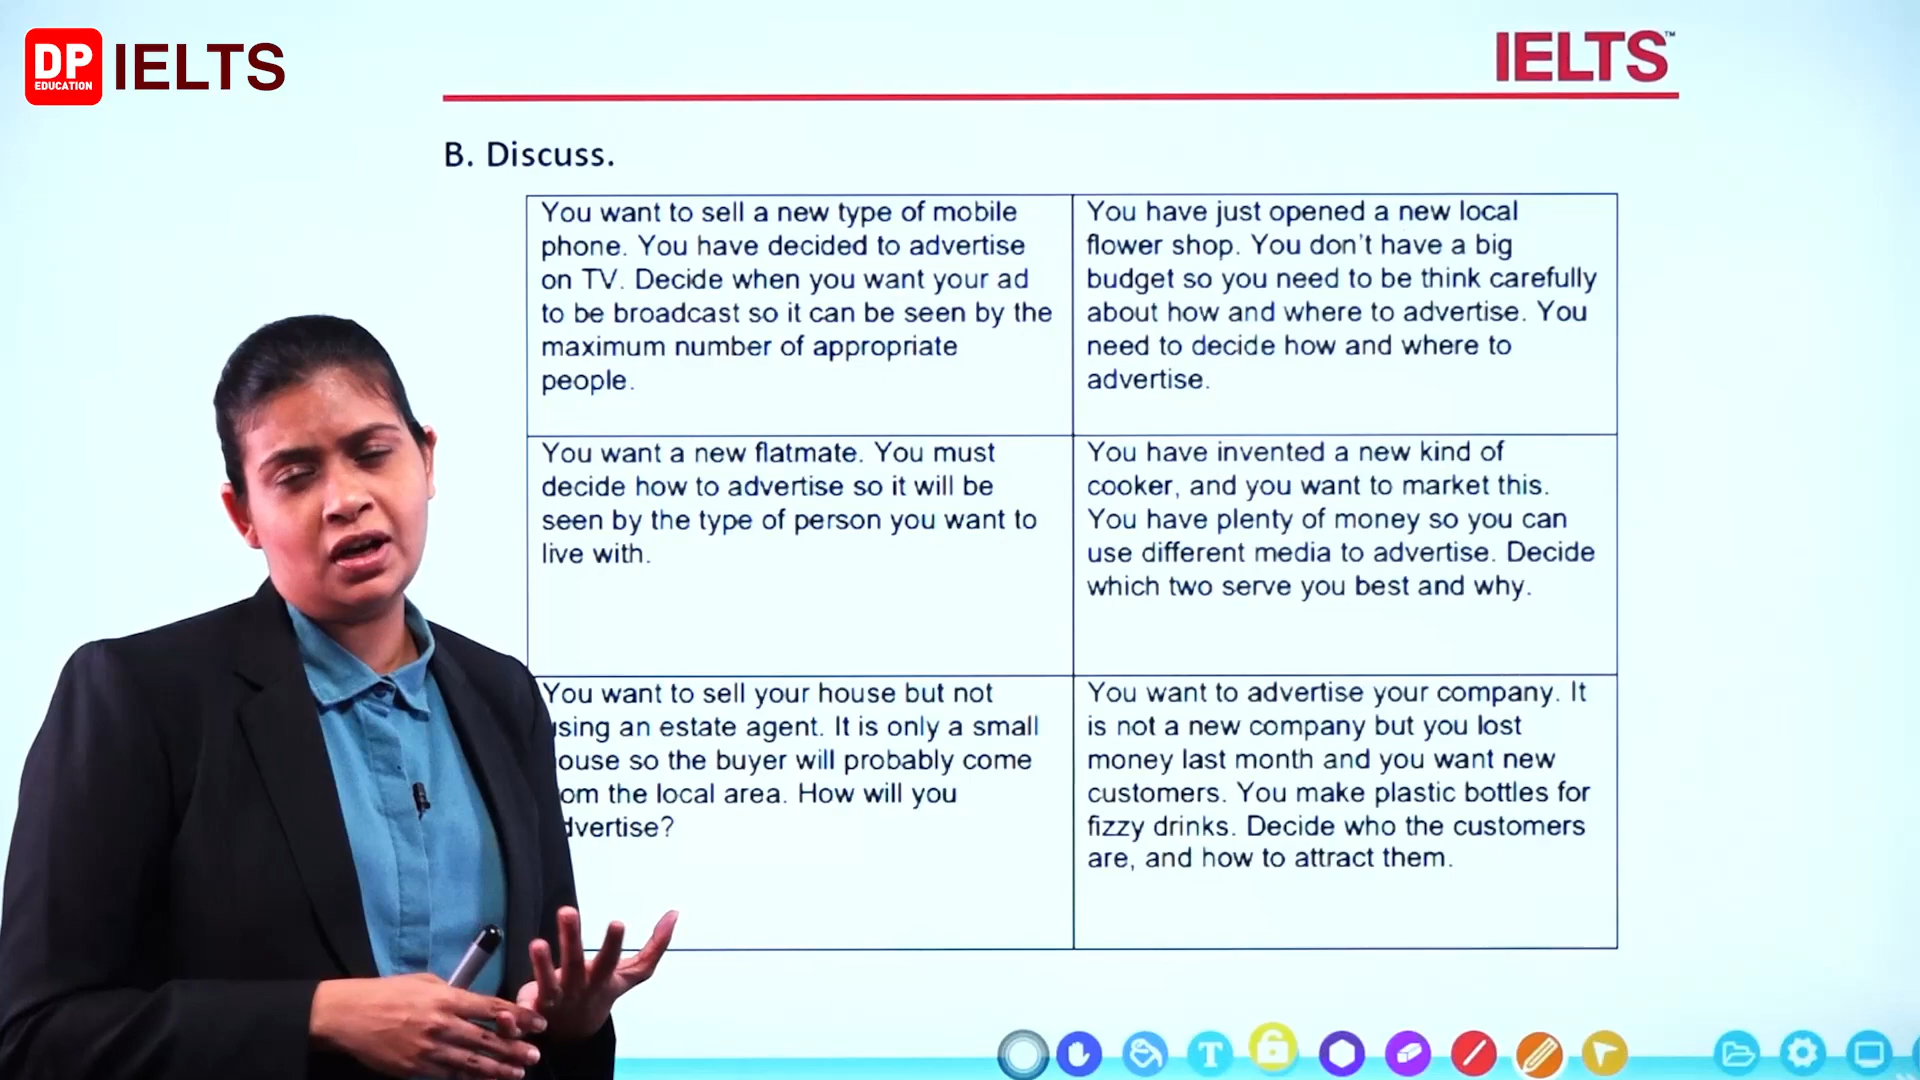 DP
EDUCATION
IELTS
IELTS™
B. Discuss.
You want to sell a new type of mobile
phone. You have decided to advertise
on TV. Decide when you want your ad
to be broadcast so it can be seen by the
maximum number of appropriate
people.
You have just opened a new local
flower shop. You don't have a big
budget so you need to be think carefully
about how and where to advertise. You
need to decide how and where to
advertise.
You want a new flatmate. You must
decide how to advertise so it will be
seen by the type of person you want to
live with.
You have invented a new kind of
cooker, and you want to market this.
You have plenty of money so you can
use different media to advertise. Decide
which two serve you best and why.
You want to sell your house but not
sing an estate agent. It is only a small
ouse so the buyer will probably come
om the local area. How will you
dvertise?
You want to advertise your company. It
is not a new company but you lost
money last month and you want new
customers. You make plastic bottles for
fizzy drinks. Decide who the customers
are, and how to attract them.
T